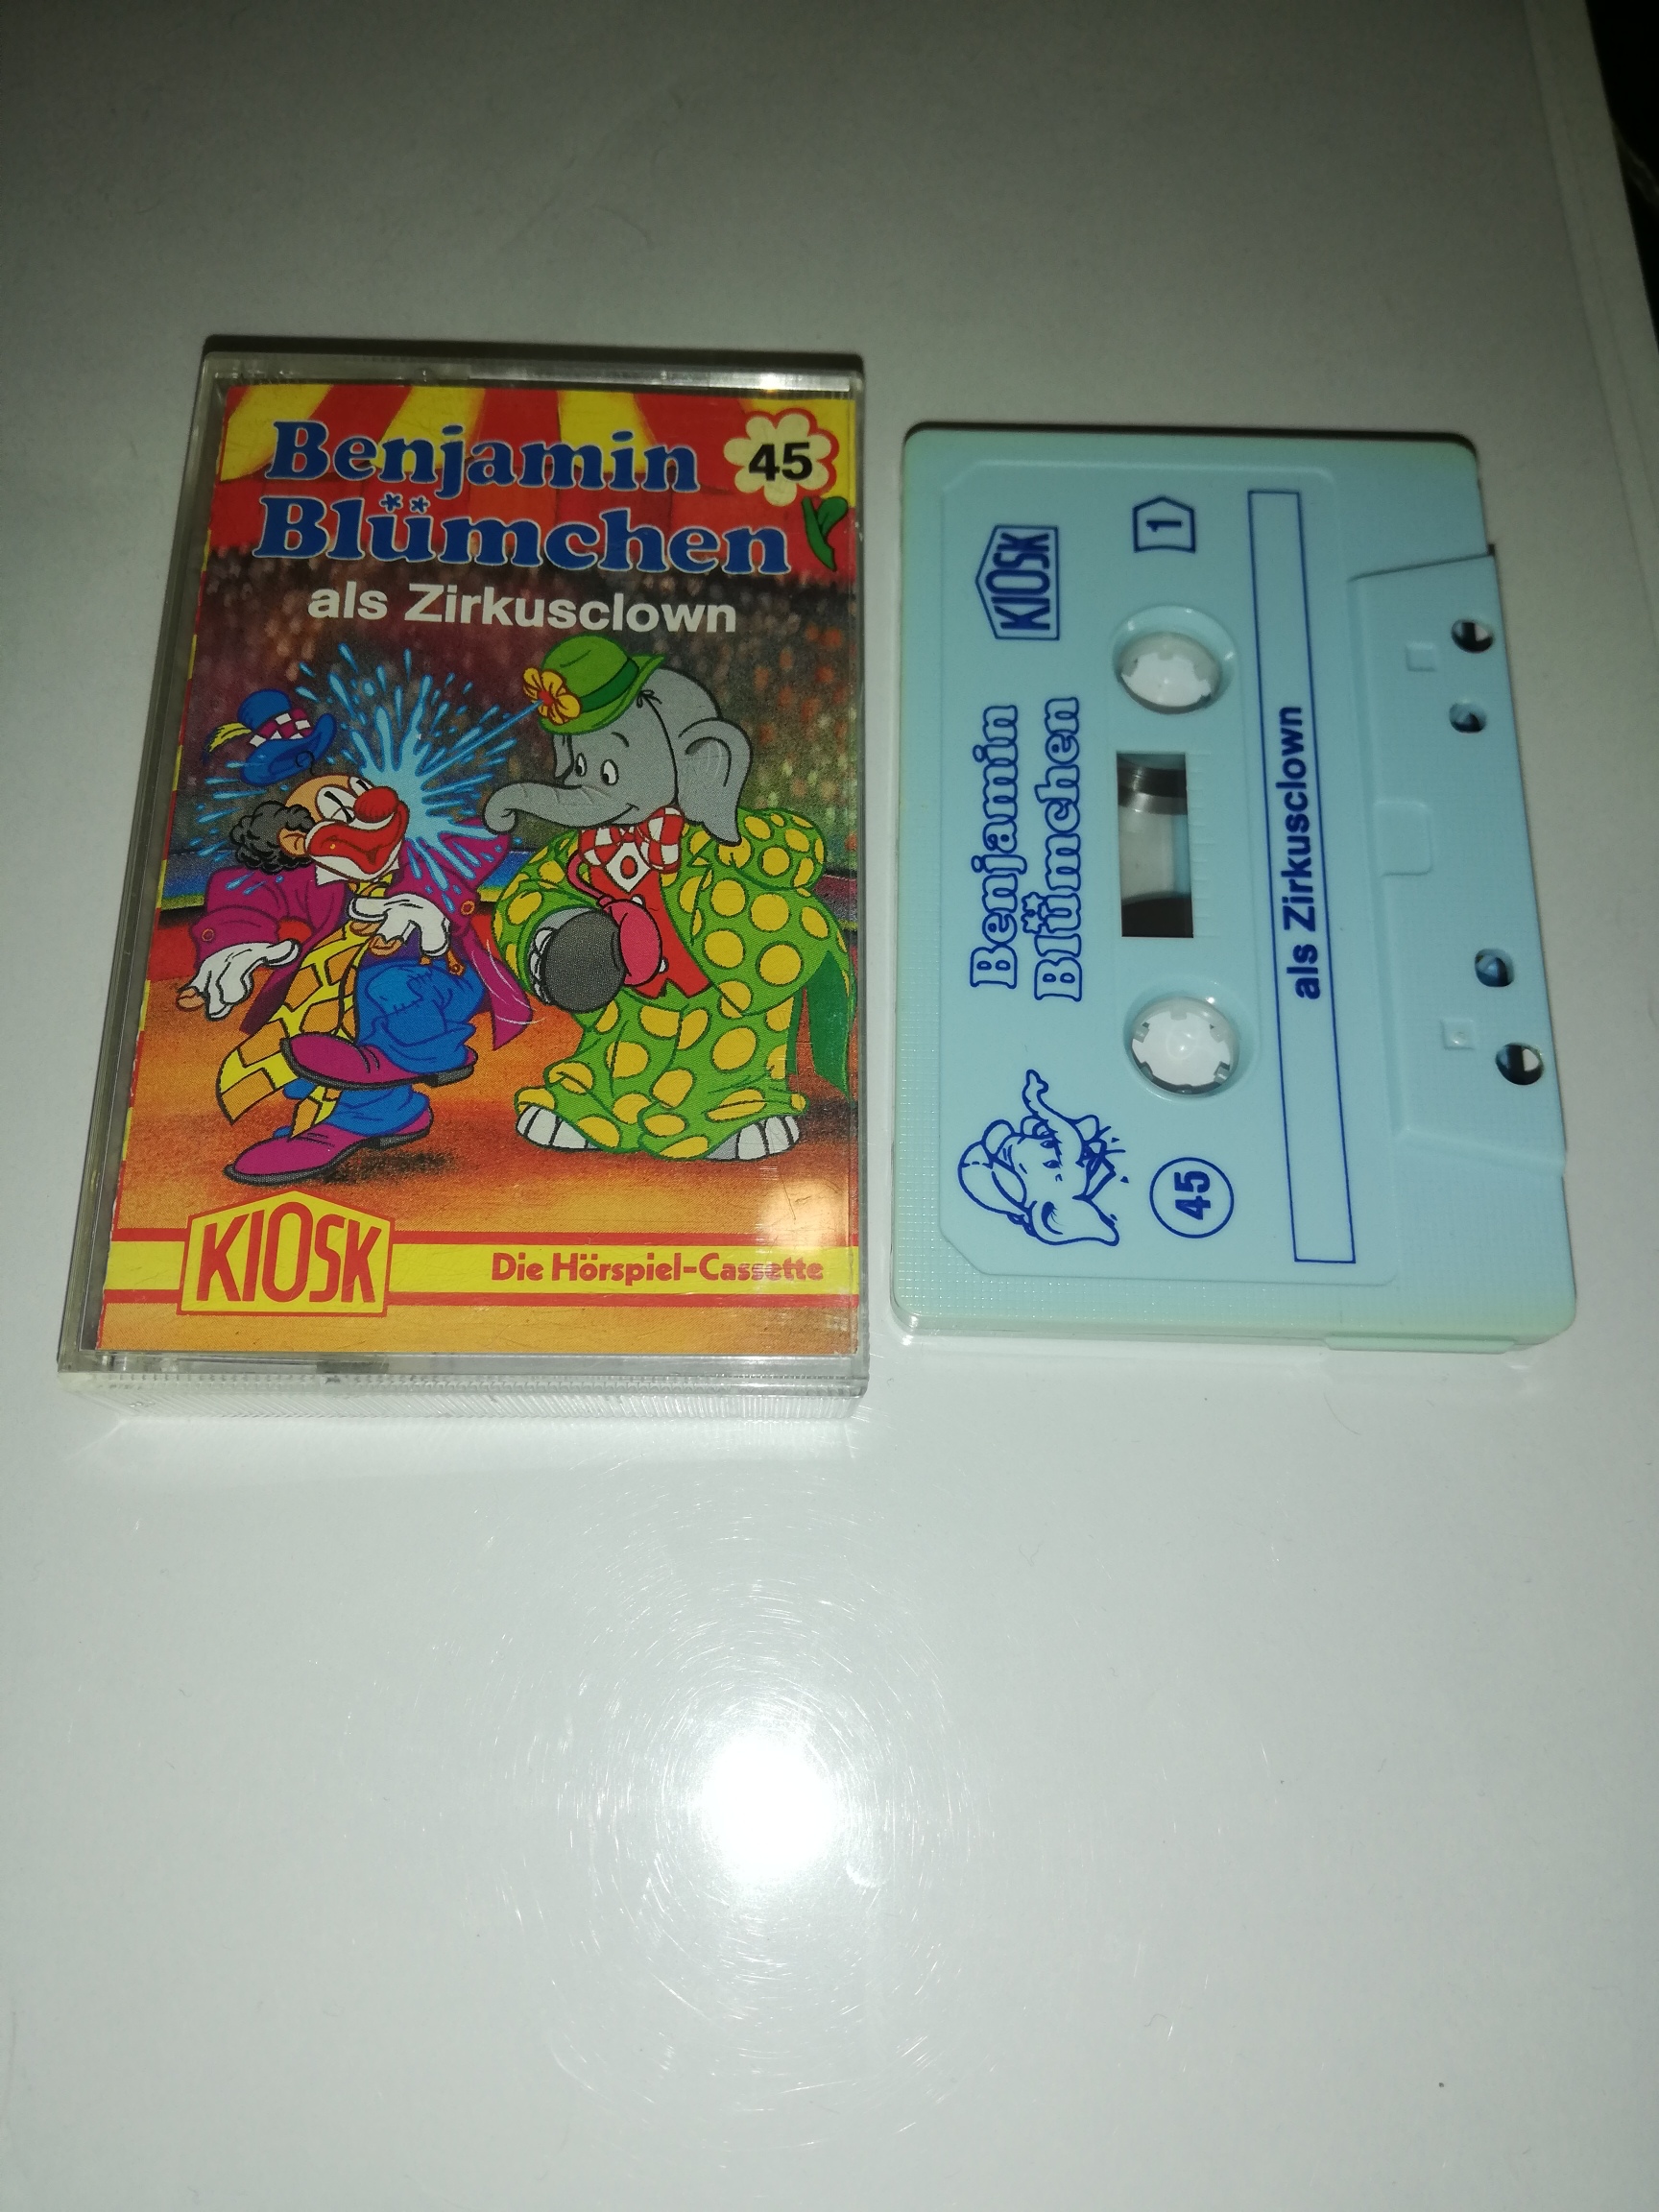 Benjamin
Blümchen
45
als Zirkusclown
KIOSK
Die Hörspiel-Cassette
KIOSK
1
Benjamin
Blümchen
45
als Zirkusclown